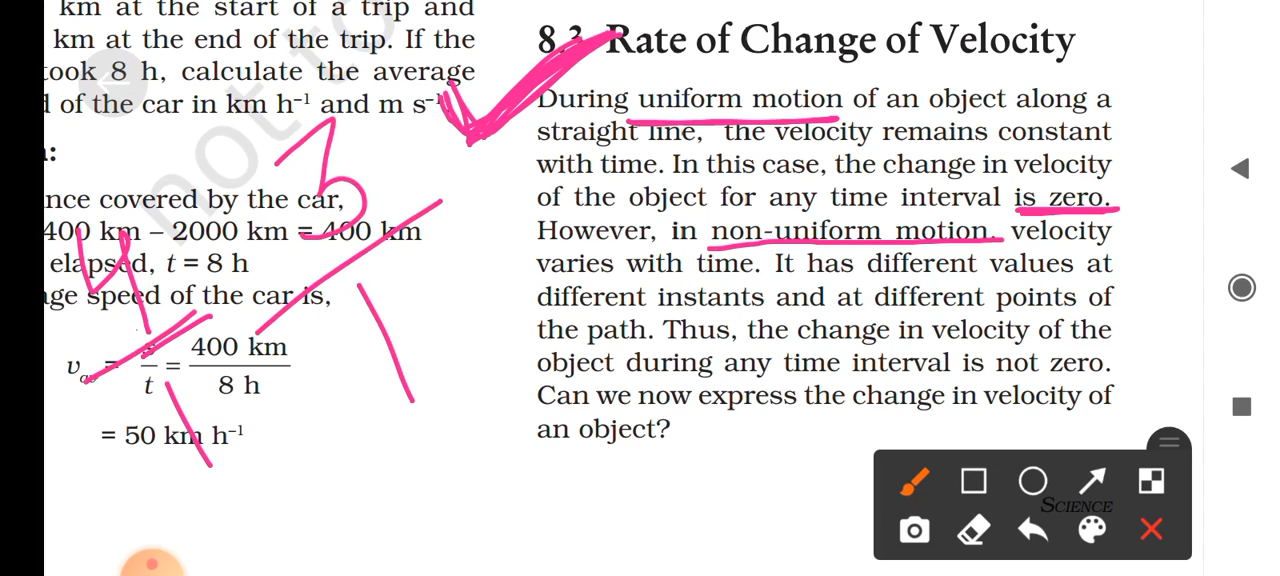 km at the start of a trip and
km at the end of the trip. If the
took 8 h, calculate the average
of the car in km h⁻¹ and m s⁻¹
nce covered by the car,
400 km – 2000 km = 400 km
elapsed, t = 8 h
ge speed of the car is,
= s/t = 400 km / 8 h
= 50 km h⁻¹
not to
8.3 Rate of Change of Velocity
During uniform motion of an object along a
straight line, the velocity remains constant
with time. In this case, the change in velocity
of the object for any time interval is zero.
However, in non-uniform motion, velocity
varies with time. It has different values at
different instants and at different points of
the path. Thus, the change in velocity of the
object during any time interval is not zero.
Can we now express the change in velocity of
an object?
SCIENCE